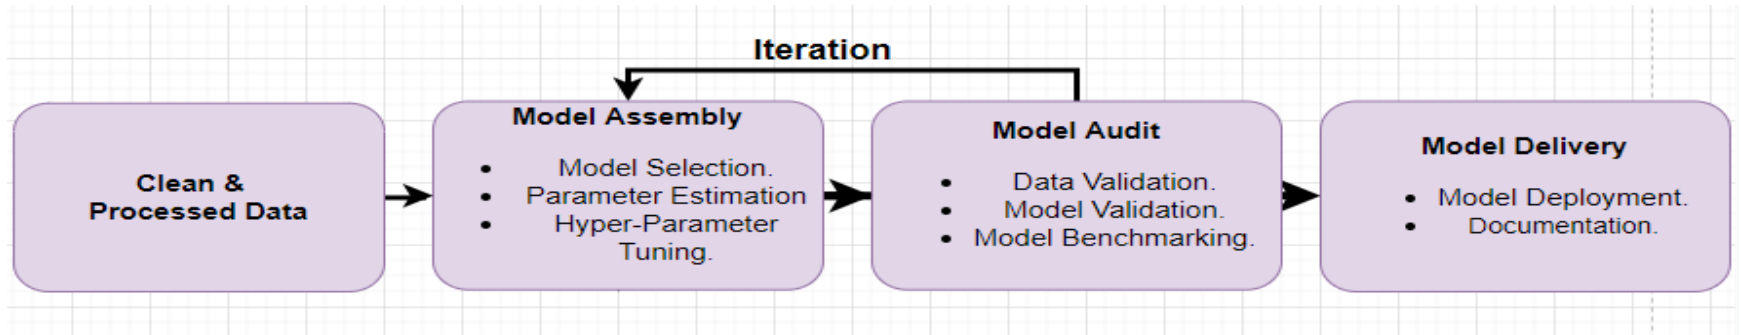 Iteration
Clean &
Processed Data
Model Assembly
• Model Selection.
• Parameter Estimation
• Hyper-Parameter
Tuning.
Model Audit
• Data Validation.
• Model Validation.
• Model Benchmarking.
Model Delivery
• Model Deployment.
• Documentation.